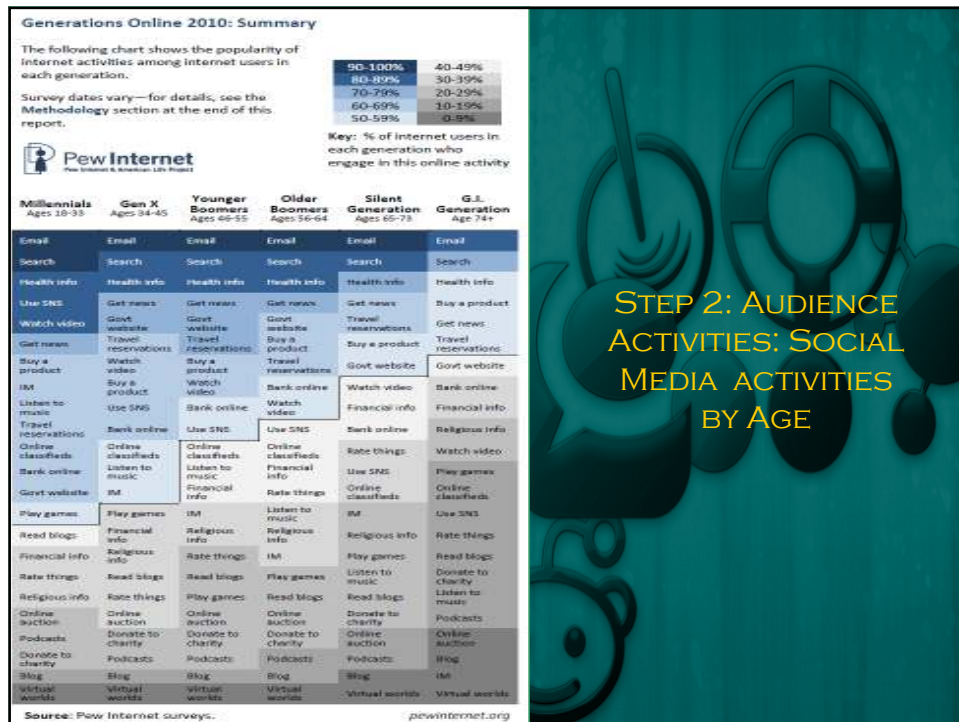 Generations Online 2010: Summary
The following chart shows the popularity of
internet activities among internet users in
each generation.
Survey dates vary—for details, see the
Methodology section at the end of this
report.
90-100% 40-49%
80-89% 30-39%
70-79% 20-29%
60-69% 10-19%
50-59% 0-9%
Key: % of internet users in
each generation who
engage in this online activity
Pew Internet
Pew Internet & American Life Project
Millennials Gen X Younger Boomers Older Boomers Silent Generation G.I. Generation
Ages 18-33 Ages 34-45 Ages 46-55 Ages 56-64 Ages 65-73 Age 74+
Email Email Email Email Email Email
Search Search Search Search Search Search
Health info Health info Health info Health info Health info Health info
Use SNS Get news Get news Get news Get news Buy a product
Watch video Govt website Govt website Govt website Travel reservations Get news
Get news Travel reservations Travel reservations Buy a product Buy a product Travel reservations
Buy a product Watch video Buy a product Travel reservations Govt website Govt website
IM Buy a product Watch video Bank online Watch video Bank online
Listen to music Use SNS Bank online Watch video Financial info Financial info
Travel reservations Bank online Use SNS Use SNS Bank online Religious info
Online classifieds Online classifieds Online classifieds Online classifieds Rate things Watch video
Bank online Listen to music Listen to music Financial info Use SNS Play games
Govt website IM Financial info Rate things Online classifieds Online classifieds
Play games Play games IM Listen to music IM Use SNS
Read blogs Financial info Religious info Religious info Religious info Rate things
Financial info Religious info Rate things IM Play games Read blogs
Rate things Read blogs Read blogs Play games Listen to music Donate to charity
Religious info Rate things Play games Read blogs Read blogs Listen to music
Online auction Online auction Online auction Online auction Donate to charity Podcasts
Podcasts Donate to charity Donate to charity Donate to charity Online auction Online auction
Donate to charity Podcasts Podcasts Podcasts Podcasts Blog
Blog Blog Blog Blog Blog IM
Virtual worlds Virtual worlds Virtual worlds Virtual worlds Virtual worlds Virtual worlds
Source: Pew Internet surveys. pewinternet.org
Step 2: Audience
Activities: Social
Media activities
by Age